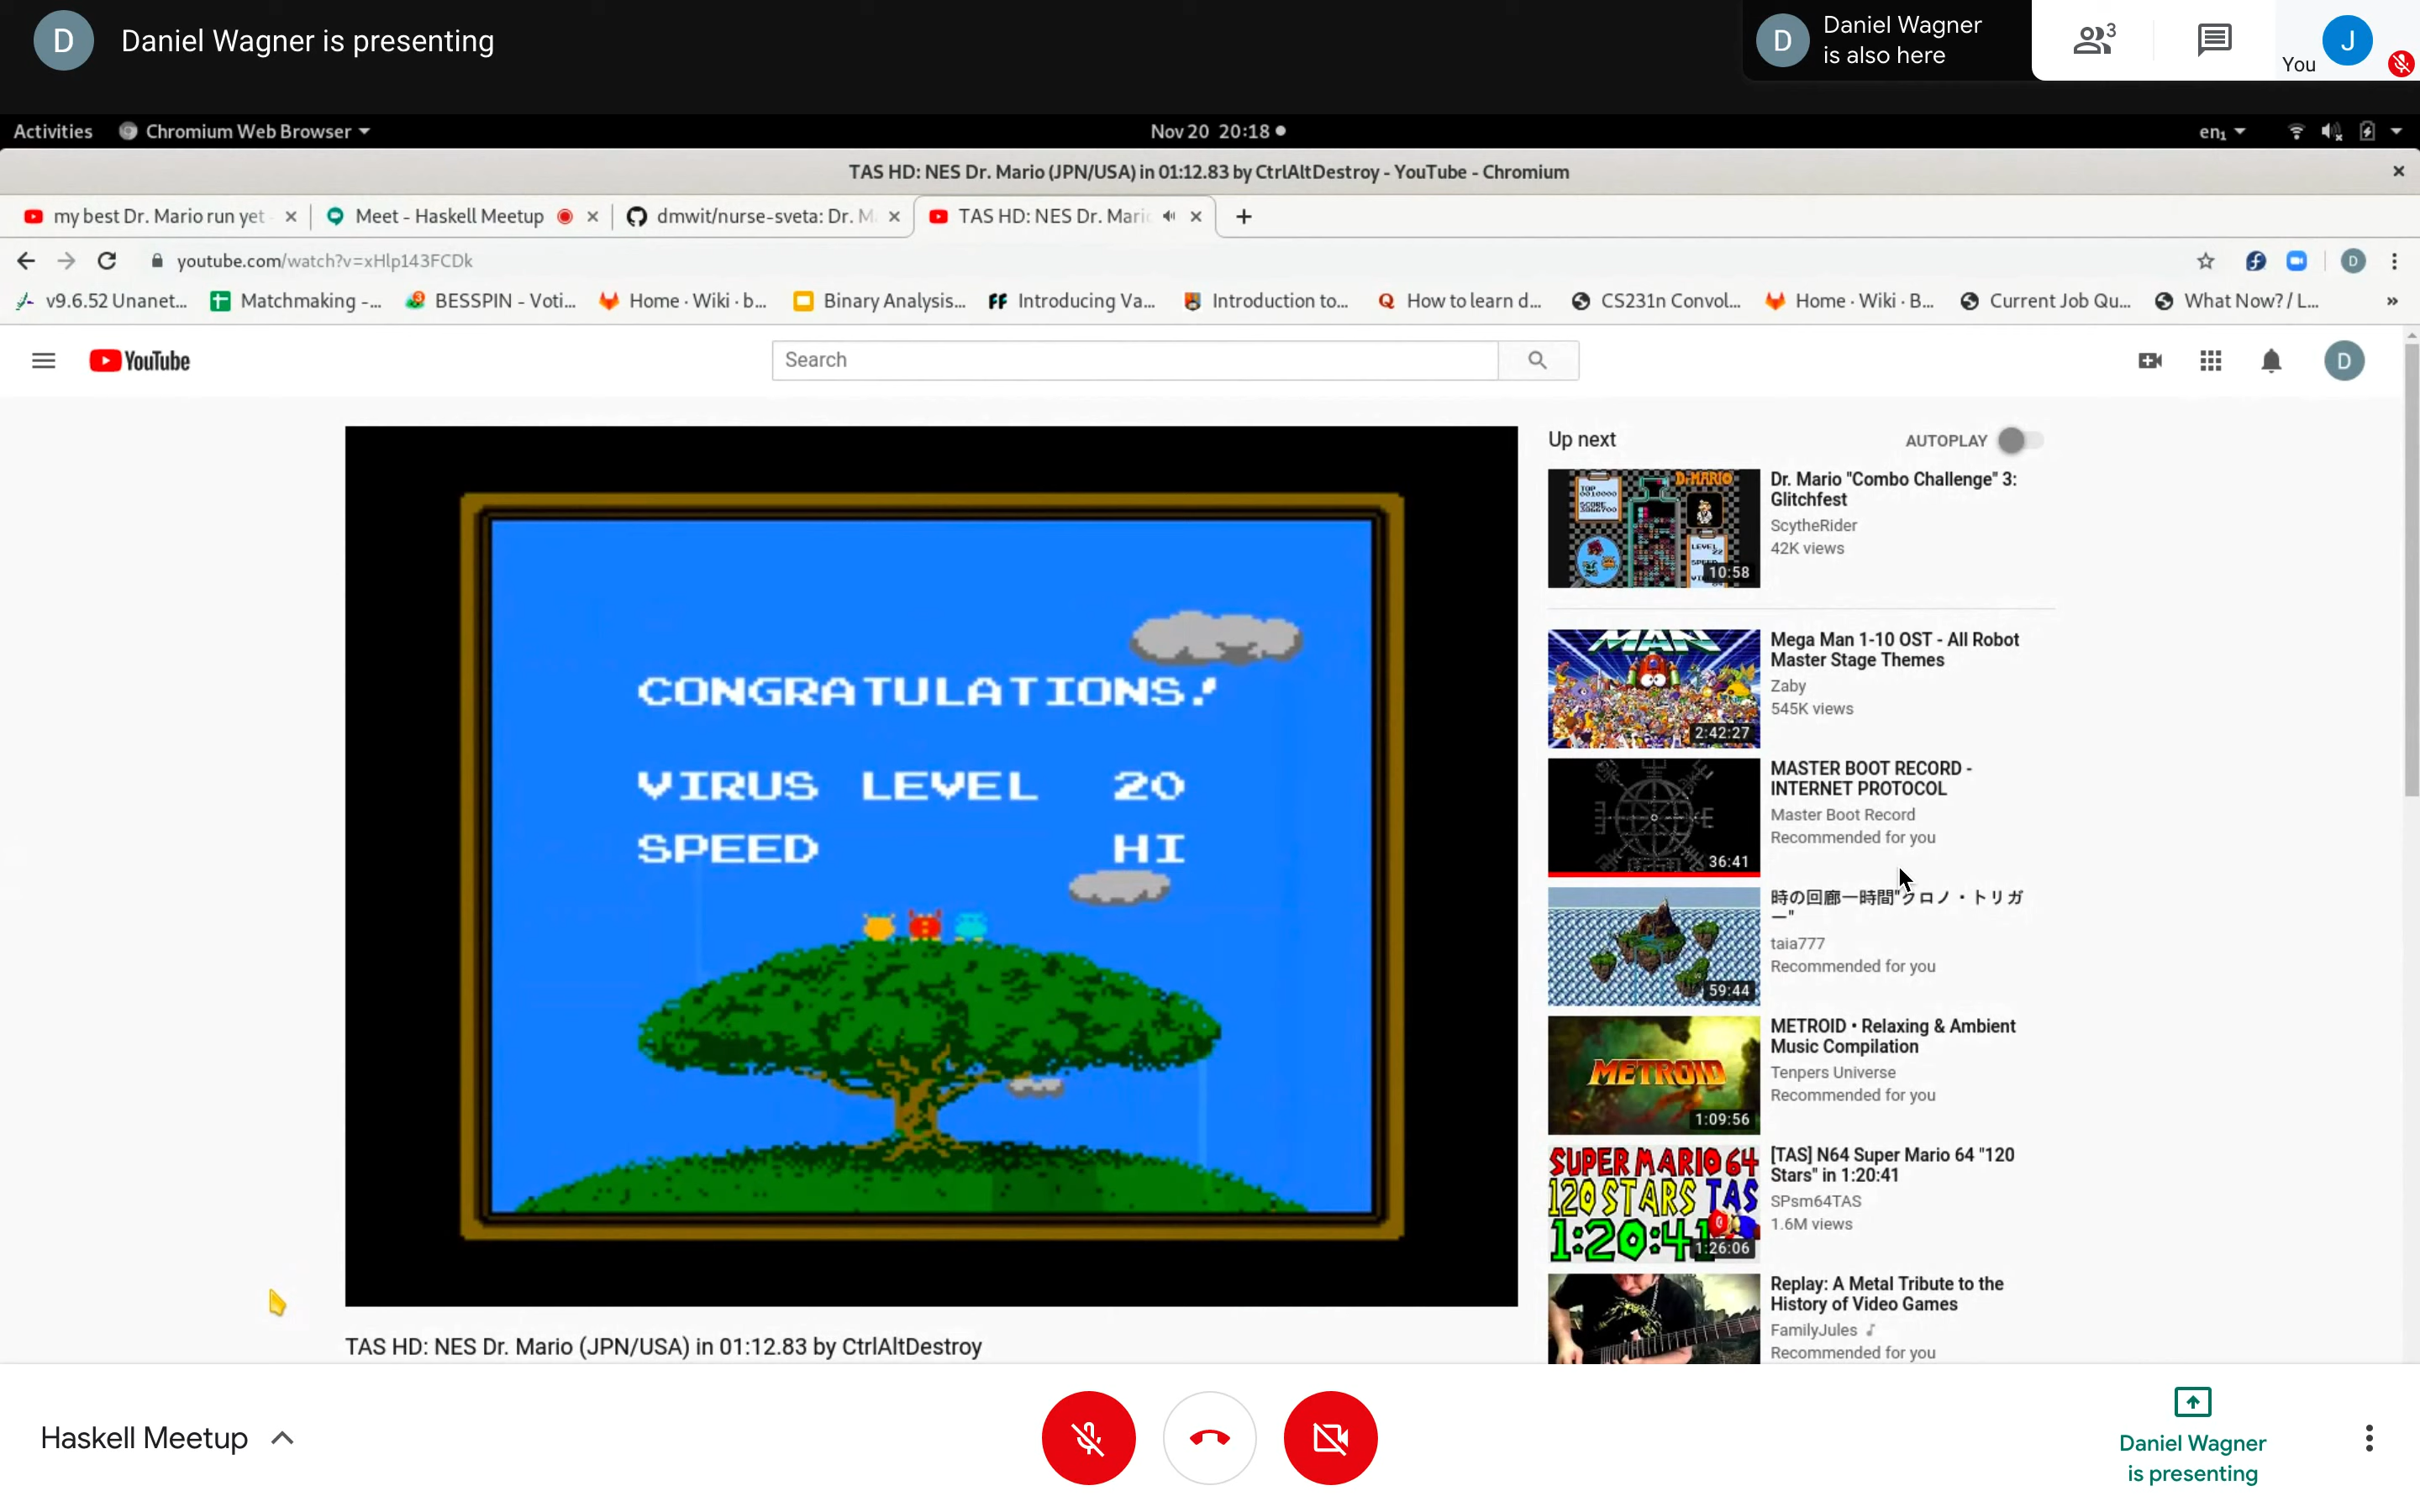 D Daniel Wagner is presenting
D Daniel Wagner
is also here
3
You J
Activities Chromium Web Browser Nov 20 20:18 en₁
TAS HD: NES Dr. Mario (JPN/USA) in 01:12.83 by CtrlAltDestroy - YouTube - Chromium
my best Dr. Mario run yet Meet - Haskell Meetup dmwit/nurse-sveta: Dr. M TAS HD: NES Dr. Mario
youtube.com/watch?v=xHlp143FCDk D
v9.6.52 Unanet... Matchmaking -... BESSPIN - Voti... Home · Wiki · b... Binary Analysis... FF Introducing Va... Introduction to... Q How to learn d... CS231n Convol... Home · Wiki · B... Current Job Qu... What Now? / L... »
YouTube Search D
CONGRATULATIONS!
VIRUS LEVEL 20
SPEED HI
Up next AUTOPLAY
DR.MARIO
TOP
0010000
SCORE
LEVEL
22
10:58
Dr. Mario "Combo Challenge" 3:
Glitchfest
ScytheRider
42K views
MAN
2:42:27
Mega Man 1-10 OST - All Robot
Master Stage Themes
Zaby
545K views
36:41
MASTER BOOT RECORD -
INTERNET PROTOCOL
Master Boot Record
Recommended for you
59:44
時の回廊一時間"クロノ・トリガ
ー"
taia777
Recommended for you
METROID
1:09:56
METROID • Relaxing & Ambient
Music Compilation
Tenpers Universe
Recommended for you
SUPER MARIO 64
120 STARS TAS
1:20:41
1:26:06
[TAS] N64 Super Mario 64 "120
Stars" in 1:20:41
SPsm64TAS
1.6M views
Replay: A Metal Tribute to the
History of Video Games
FamilyJules ♪
Recommended for you
TAS HD: NES Dr. Mario (JPN/USA) in 01:12.83 by CtrlAltDestroy
Haskell Meetup
Daniel Wagner
is presenting